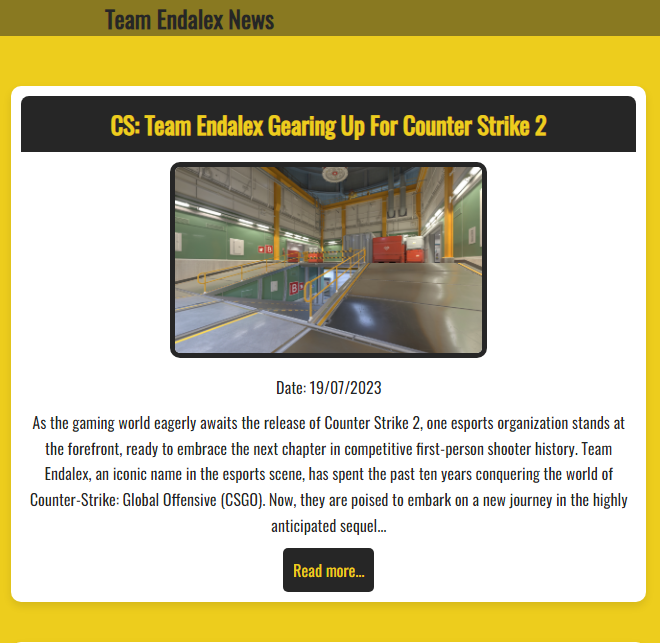 Team Endalex News
CS: Team Endalex Gearing Up For Counter Strike 2
B
Date: 19/07/2023
As the gaming world eagerly awaits the release of Counter Strike 2, one esports organization stands at
the forefront, ready to embrace the next chapter in competitive first-person shooter history. Team
Endalex, an iconic name in the esports scene, has spent the past ten years conquering the world of
Counter-Strike: Global Offensive (CSGO). Now, they are poised to embark on a new journey in the highly
anticipated sequel...
Read more...